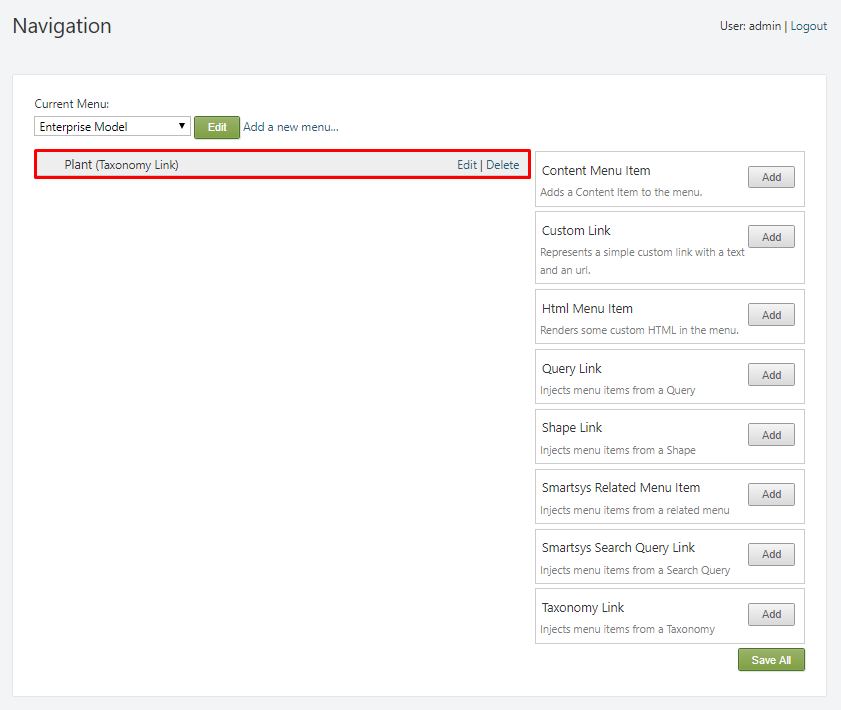 Navigation
User: admin | Logout
Current Menu:
Enterprise Model
Edit
Add a new menu...
Plant (Taxonomy Link)
Edit | Delete
Content Menu Item
Add
Adds a Content Item to the menu.
Custom Link
Add
Represents a simple custom link with a text
and an url.
Html Menu Item
Add
Renders some custom HTML in the menu.
Query Link
Add
Injects menu items from a Query
Shape Link
Add
Injects menu items from a Shape
Smartsys Related Menu Item
Add
Injects menu items from a related menu
Smartsys Search Query Link
Add
Injects menu items from a Search Query
Taxonomy Link
Add
Injects menu items from a Taxonomy
Save All